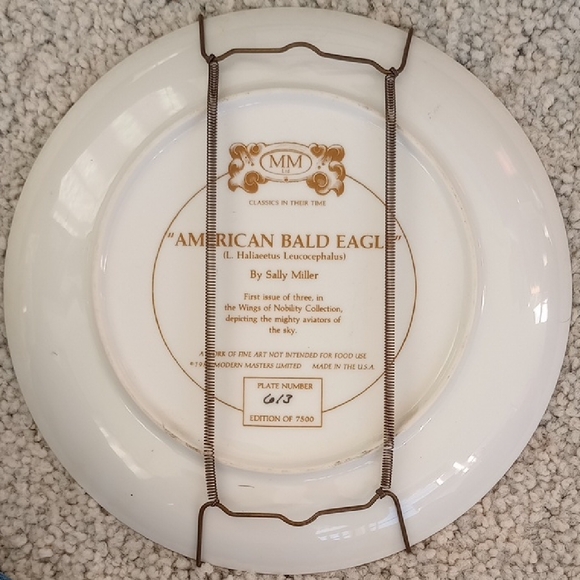 MM
Ltd
CLASSICS IN THEIR TIME
"AMERICAN BALD EAGLE"
(L. Haliaeetus Leucocephalus)
By Sally Miller
First issue of three, in
the Wings of Nobility Collection,
depicting the mighty aviators of
the sky.
A WORK OF FINE ART NOT INTENDED FOR FOOD USE
MODERN MASTERS LIMITED MADE IN THE U.S.A
PLATE NUMBER
613
EDITION OF 7500